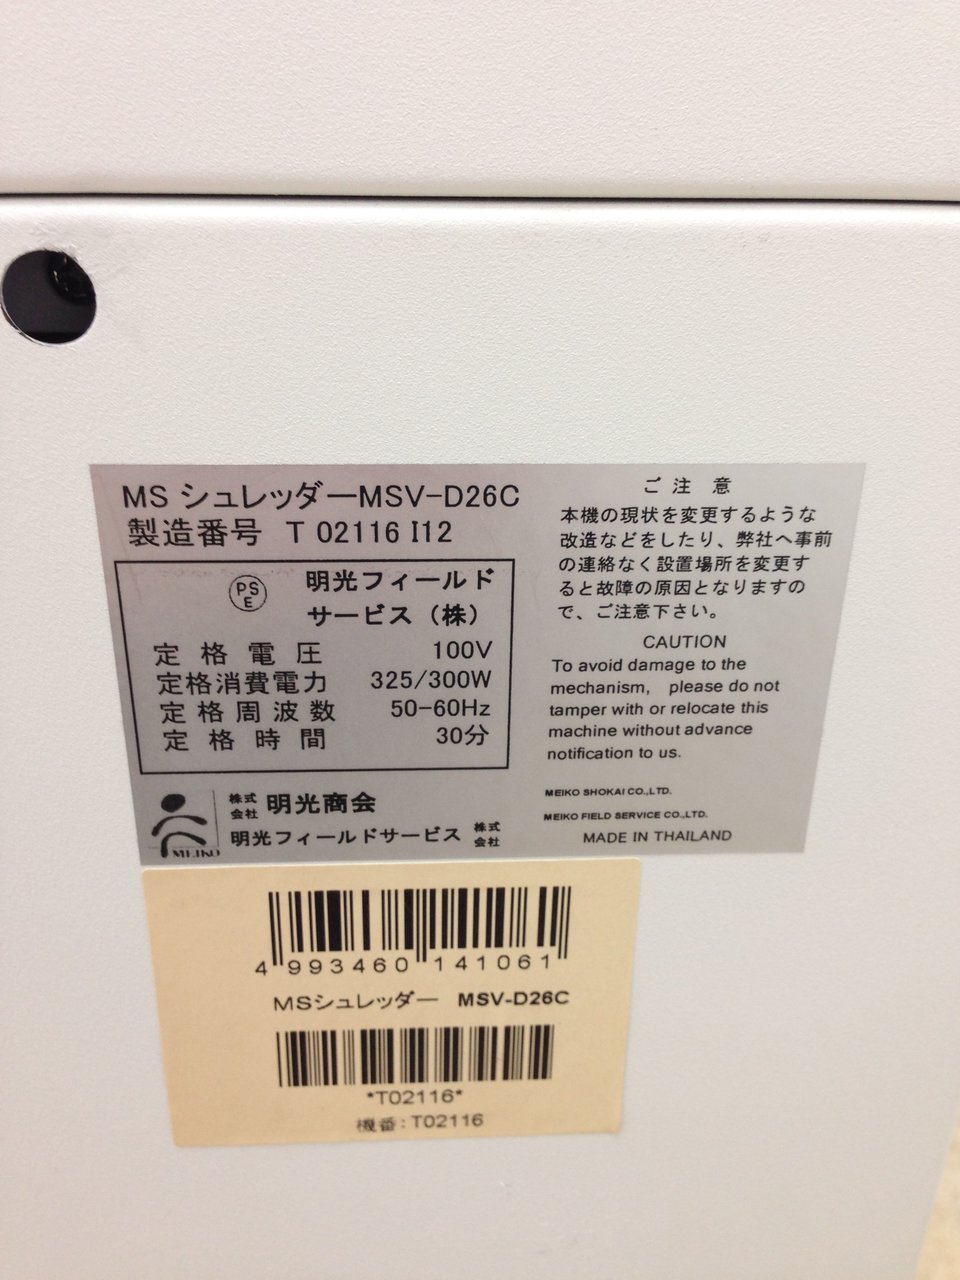 MS シュレッダーMSV-D26C
製造番号 T 02116 I12
PS
E
明光フィールド
サービス（株）
定格電圧 100V
定格消費電力 325/300W
定格周波数 50-60Hz
定格時間 30分
MEIKO
株式会社 明光商会
明光フィールドサービス 株式会社
ご注意
本機の現状を変更するような
改造などをしたり、弊社へ事前
の連絡なく設置場所を変更す
ると故障の原因となりますの
で、ご注意下さい。
CAUTION
To avoid damage to the
mechanism, please do not
tamper with or relocate this
machine without advance
notification to us.
MEIKO SHOKAI CO.,LTD.
MEIKO FIELD SERVICE CO.,LTD.
MADE IN THAILAND
4 993460 141061
MSシュレッダー MSV-D26C
*T02116*
機番:T02116